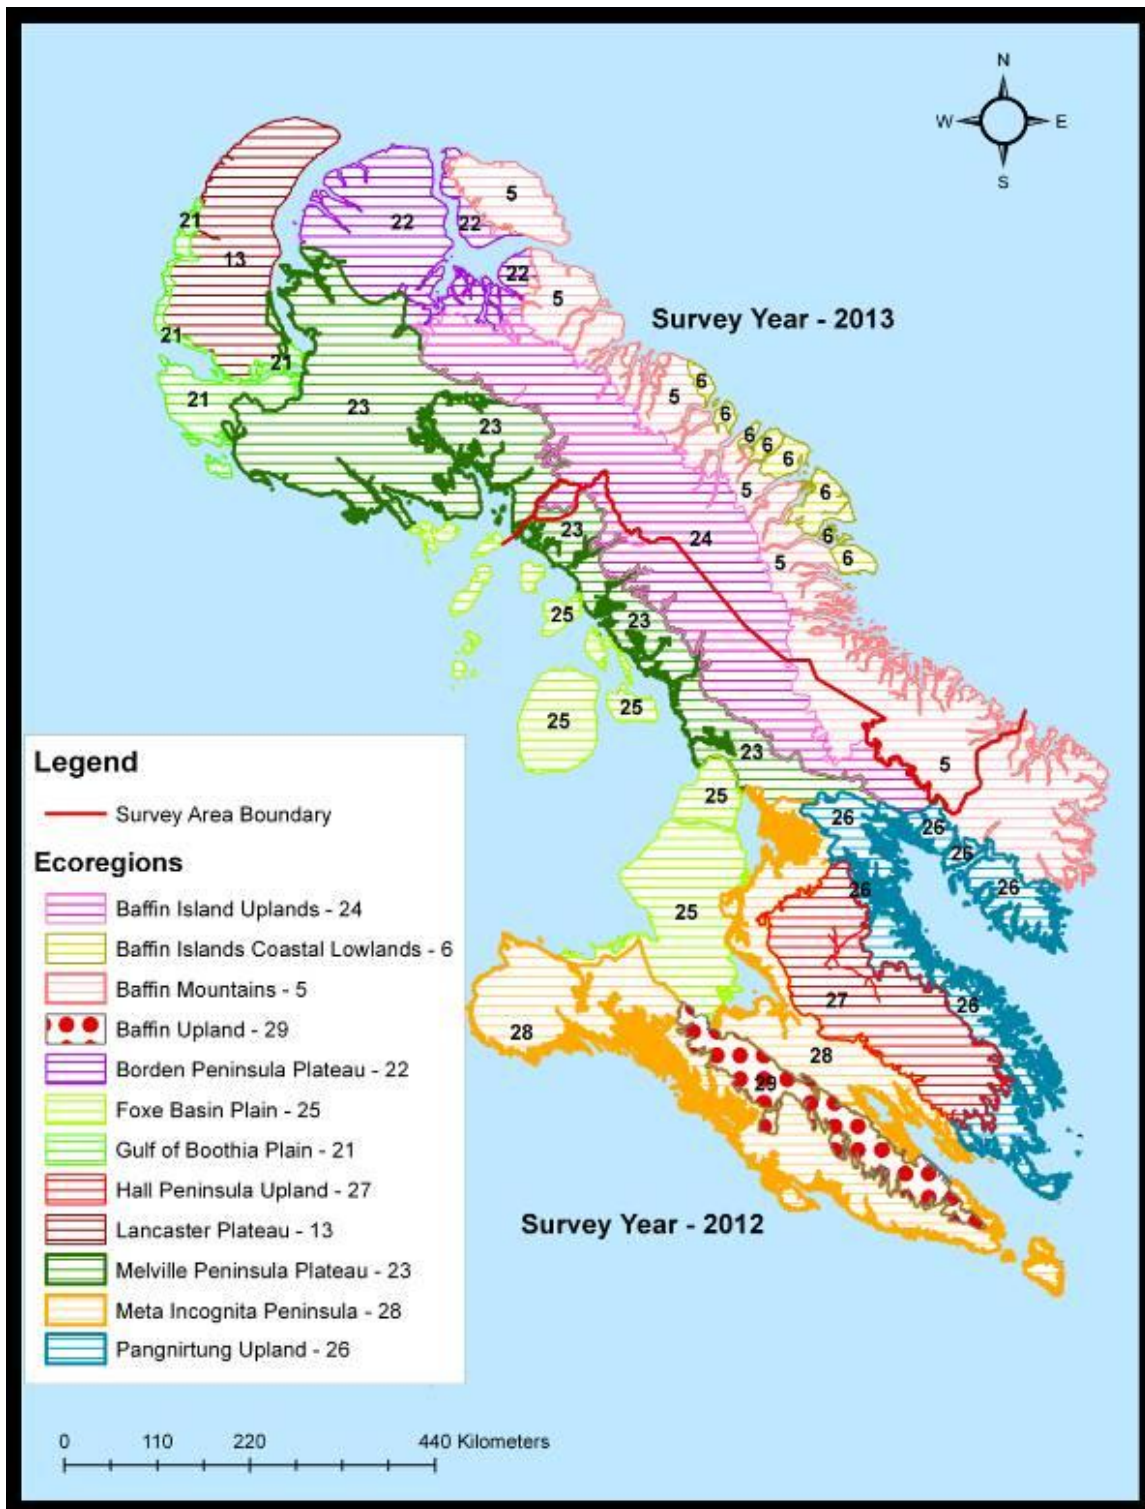 N
W E
S
5
21 22 22
13
22
5
Survey Year - 2013
21
21
5 6
21
23 6
23 6 6
6
5 6
23 24 6
5 6
25 23
25
25 23
5
25
26
26
26
26 26
25
27 26
28 28
29
Survey Year - 2012
Legend
Survey Area Boundary
Ecoregions
Baffin Island Uplands - 24
Baffin Islands Coastal Lowlands - 6
Baffin Mountains - 5
Baffin Upland - 29
Borden Peninsula Plateau - 22
Foxe Basin Plain - 25
Gulf of Boothia Plain - 21
Hall Peninsula Upland - 27
Lancaster Plateau - 13
Melville Peninsula Plateau - 23
Meta Incognita Peninsula - 28
Pangnirtung Upland - 26
0 110 220 440 Kilometers